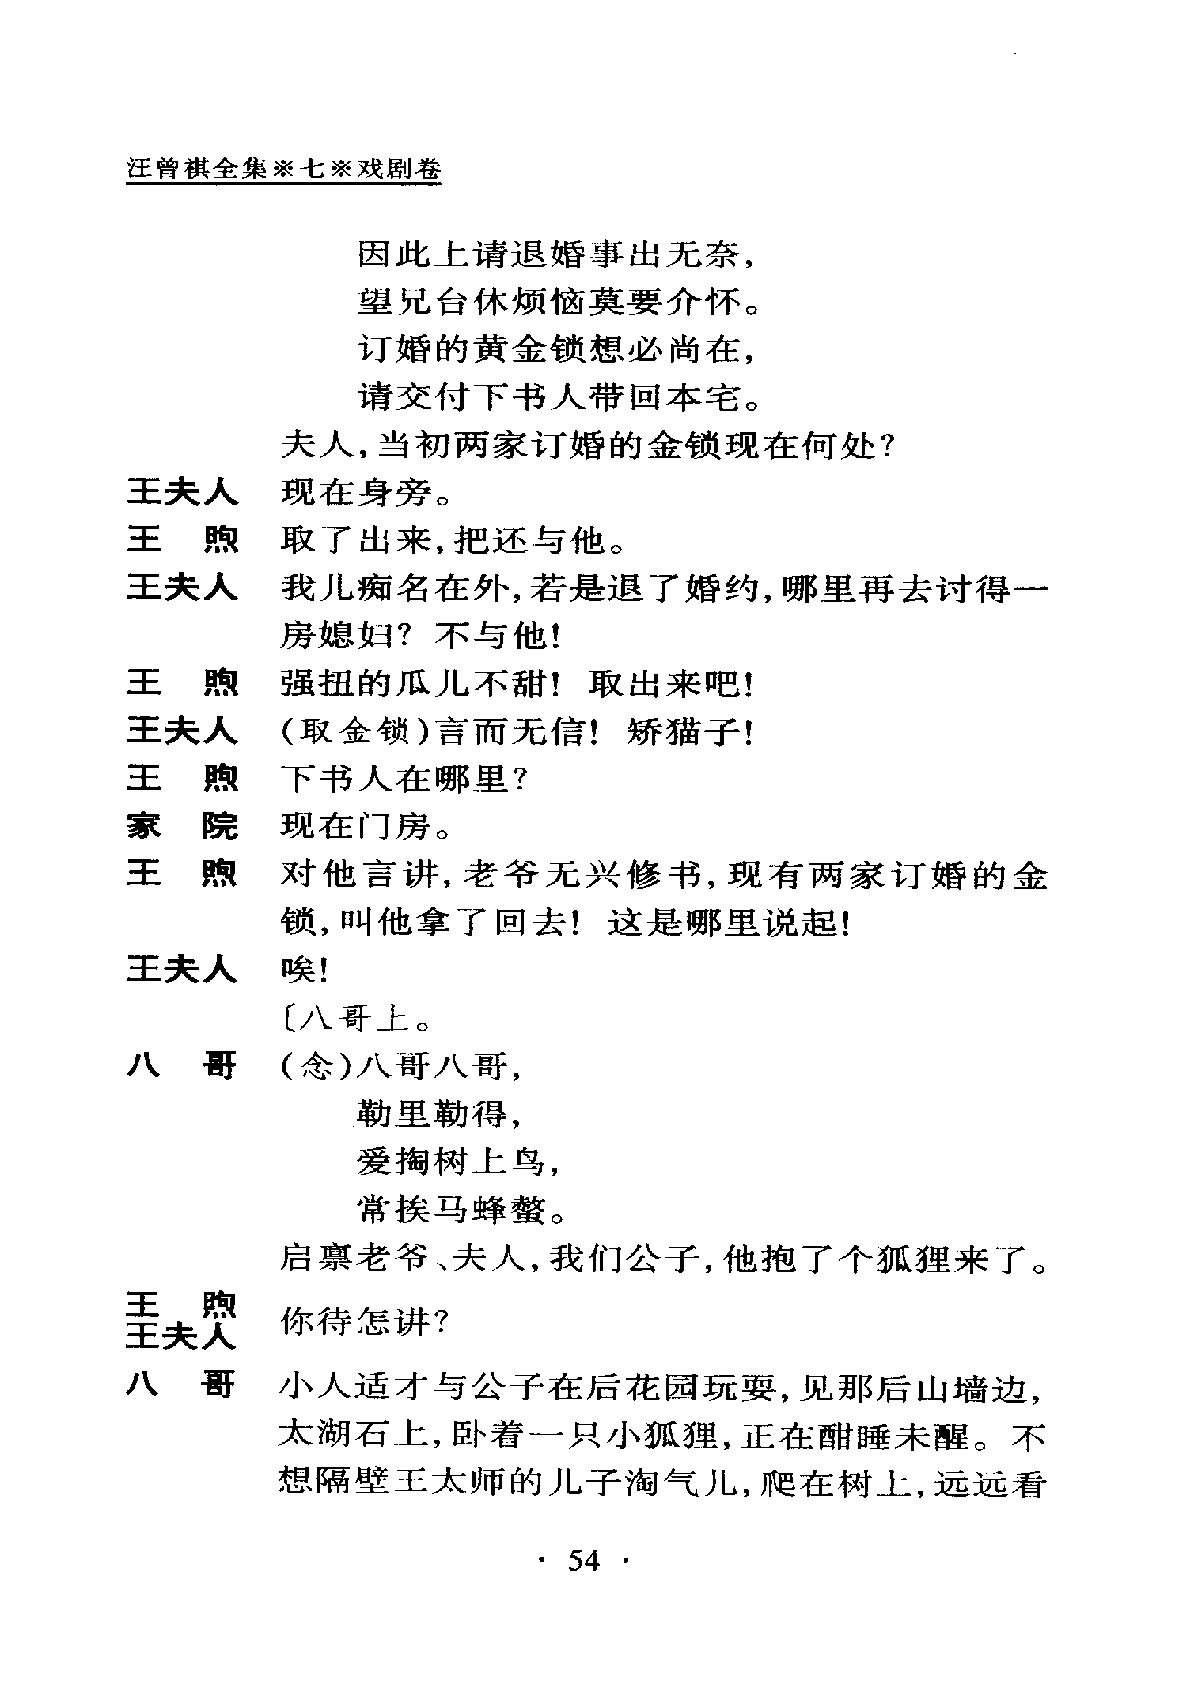 汪曾祺全集※七※戏剧卷
因此上请退婚事出无奈,
望兄台休烦恼莫要介怀。
订婚的黄金锁想必尚在,
请交付下书人带回本宅。
夫人,当初两家订婚的金锁现在何处?
王夫人 现在身旁。
王 煦 取了出来,把还与他。
王夫人 我儿痴名在外,若是退了婚约,哪里再去讨得一
房媳妇? 不与他!
王 煦 强扭的瓜儿不甜! 取出来吧!
王夫人 (取金锁)言而无信! 矫猫子!
王 煦 下书人在哪里?
家 院 现在门房。
王 煦 对他言讲,老爷无兴修书,现有两家订婚的金
锁,叫他拿了回去! 这是哪里说起!
王夫人 唉!
〔八哥上。
八 哥 (念)八哥八哥,
勒里勒得,
爱掏树上鸟,
常挨马蜂螫。
启禀老爷、夫人,我们公子,他抱了个狐狸来了。
王 煦
王夫人 你待怎讲?
八 哥 小人适才与公子在后花园玩耍,见那后山墙边,
太湖石上,卧着一只小狐狸,正在酣睡未醒。不
想隔壁王太师的儿子淘气儿,爬在树上,远远看
· 54 ·